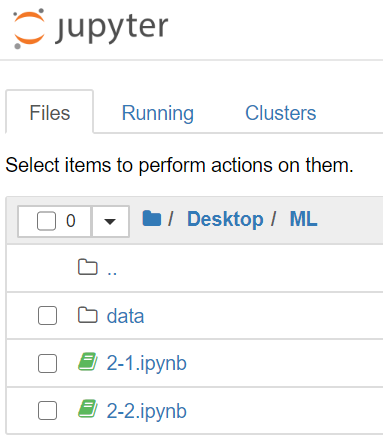 jupyter
Files Running Clusters
Select items to perform actions on them.
0 / Desktop / ML
..
data
2-1.ipynb
2-2.ipynb